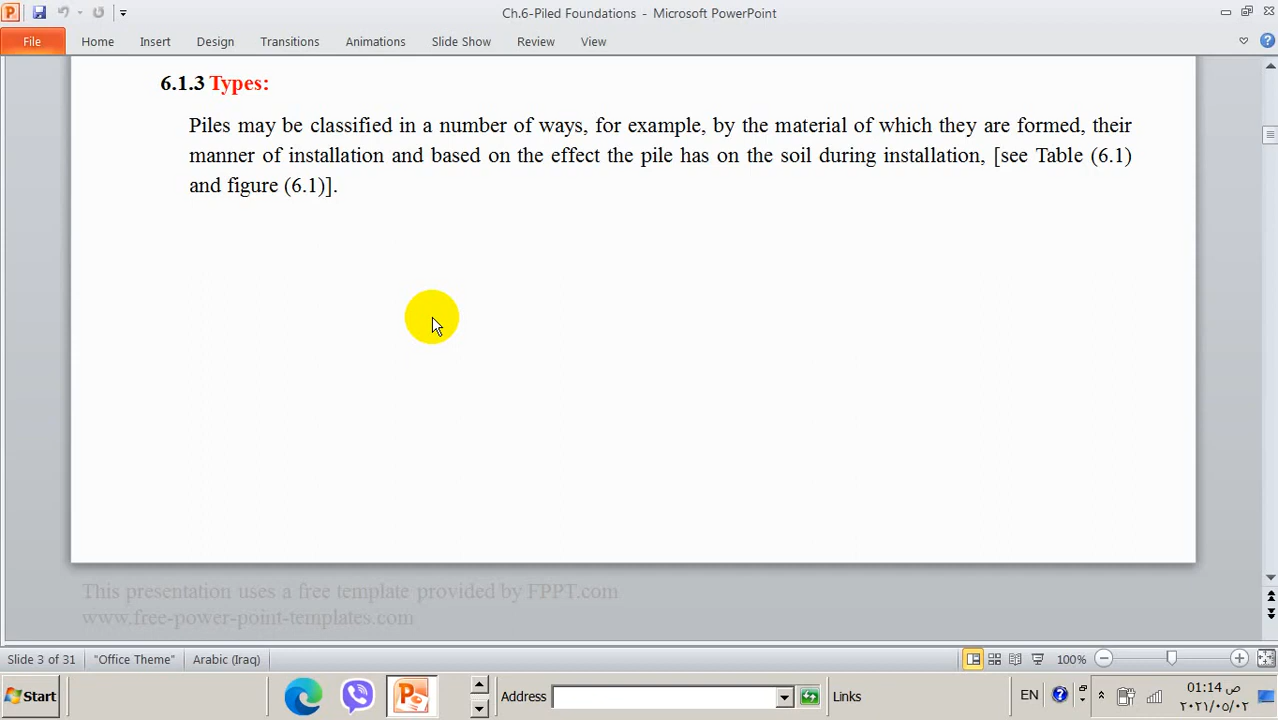 Ch.6-Piled Foundations - Microsoft PowerPoint
File Home Insert Design Transitions Animations Slide Show Review View
6.1.3 Types:
Piles may be classified in a number of ways, for example, by the material of which they are formed, their
manner of installation and based on the effect the pile has on the soil during installation, [see Table (6.1)
and figure (6.1)].
This presentation uses a free template provided by FPPT.com
www.free-power-point-templates.com
Slide 3 of 31 "Office Theme" Arabic (Iraq) 100%
Start Address Links EN 01:14 ص
٢٠٢١/٠٥/٠٢